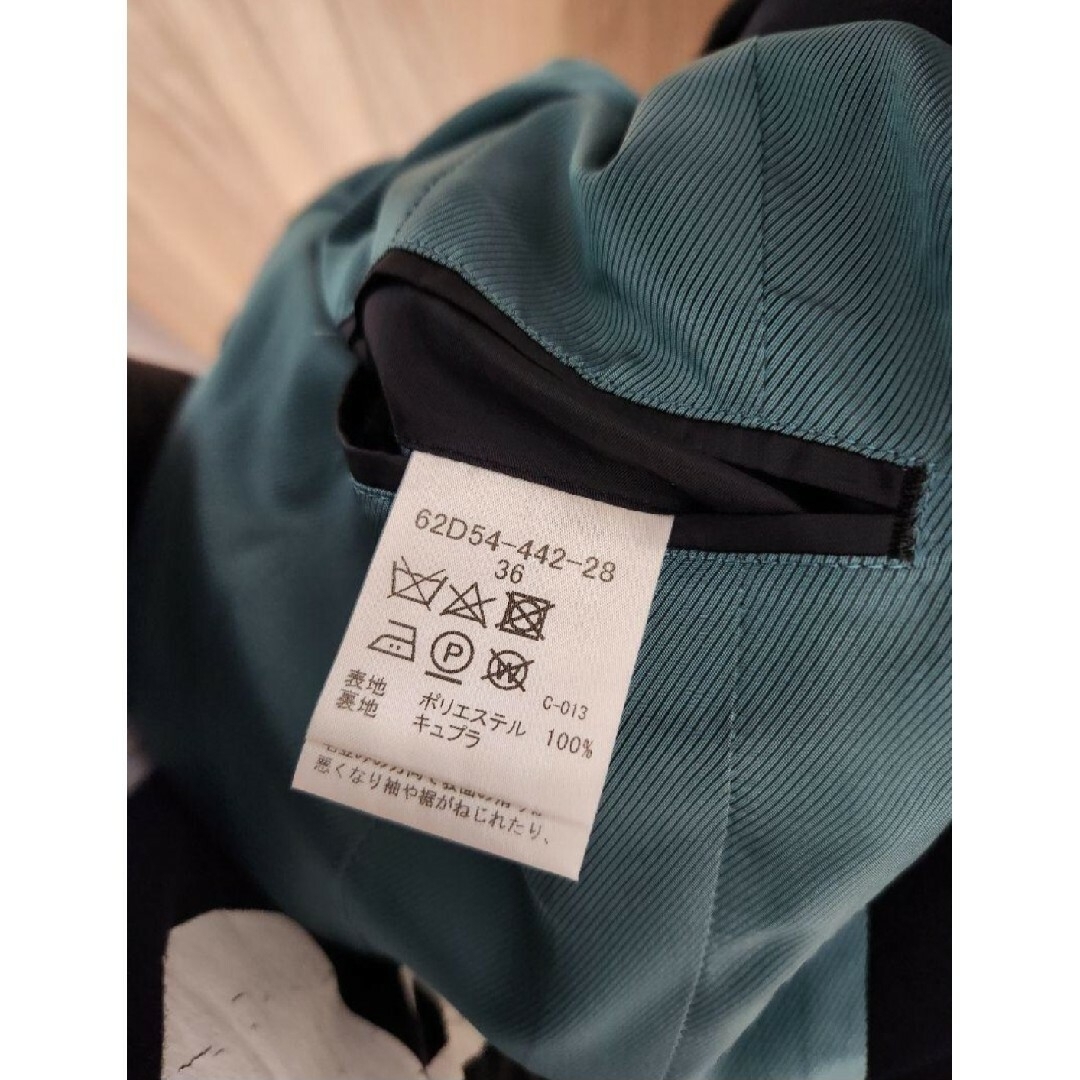 62D54-442-28
36
C-013
表地 ポリエステル
裏地 キュプラ 100%
悪くなり袖や裾がねじれたり、